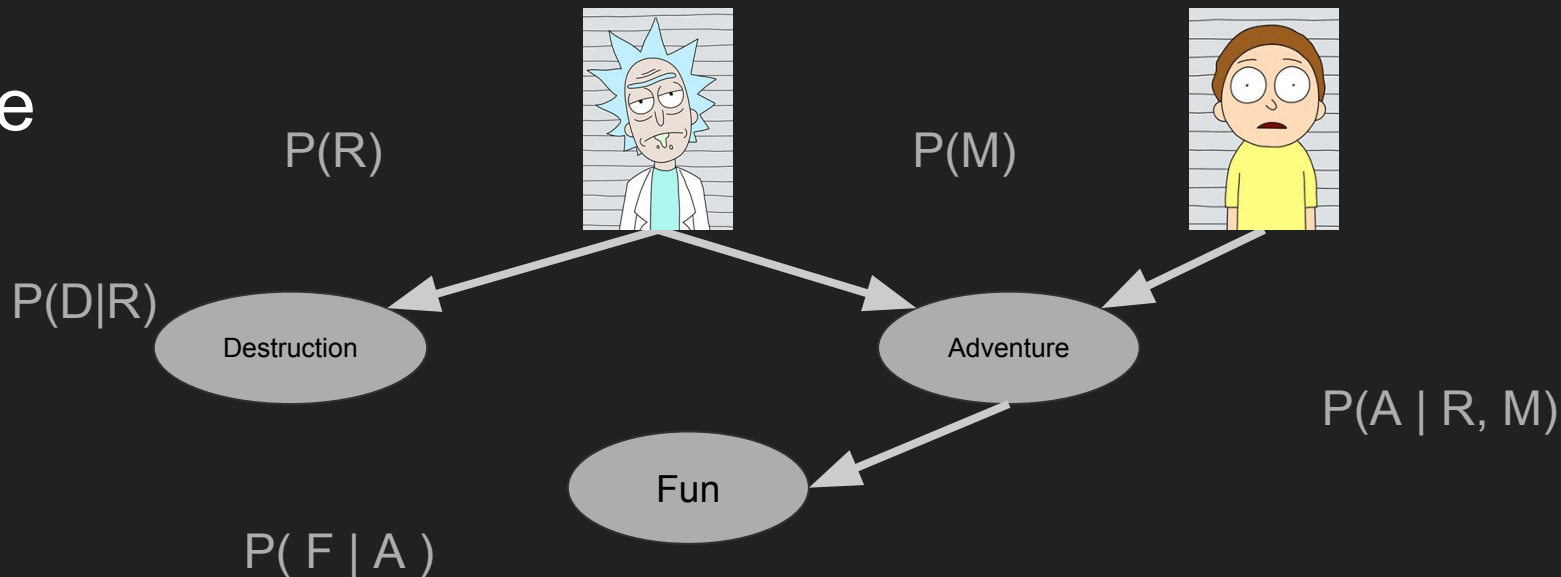 e
P(R)
P(M)
P(D|R)
Destruction
Adventure
P(A | R, M)
Fun
P( F | A )